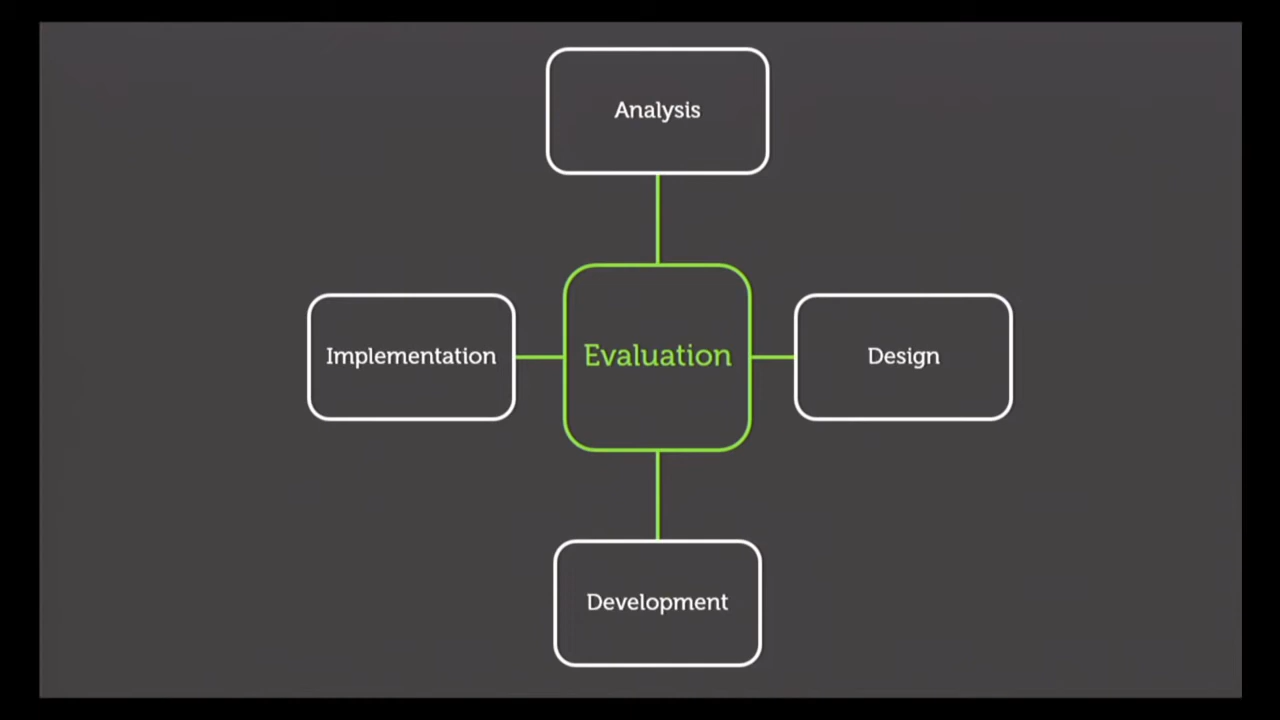 Analysis
Implementation
Evaluation
Design
Development